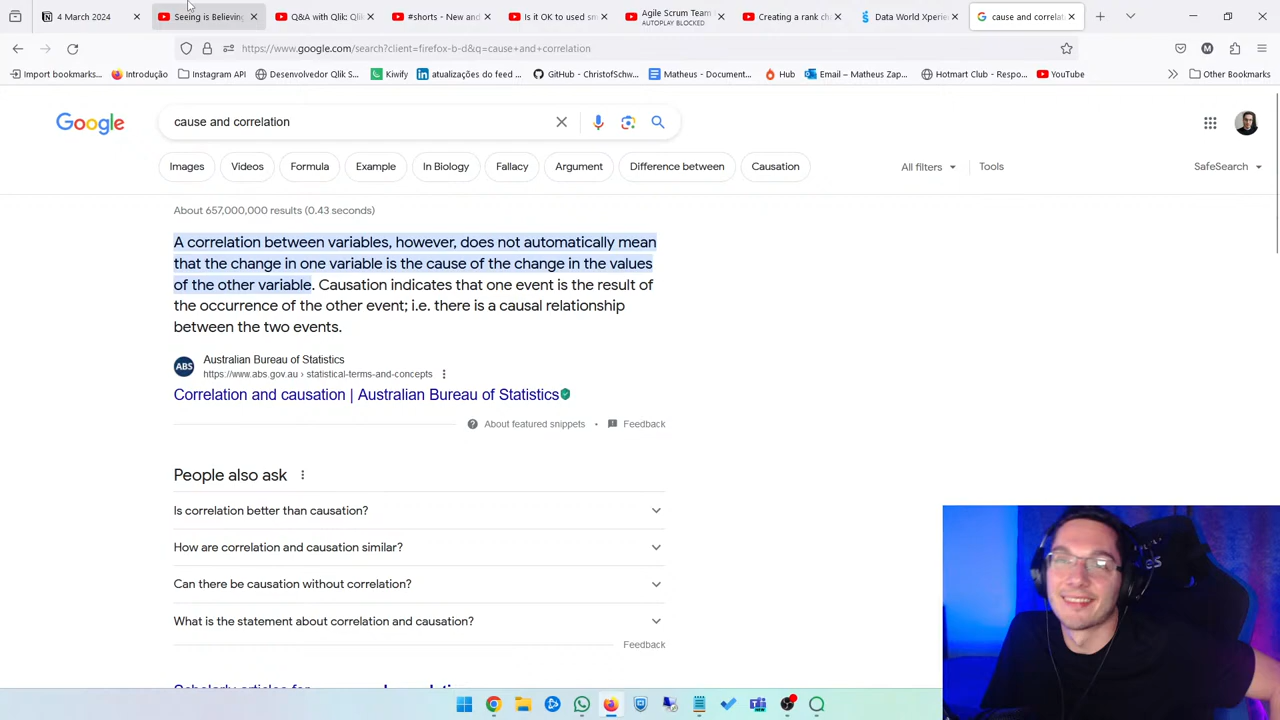 4 March 2024
Seeing is Believin
Q&A with Qlik: Ql
#shorts - New and
Is it OK to used sm
Agile Scrum Team
AUTOPLAY BLOCKED
Creating a rank ch
Data World Xperie
cause and correlat
https://www.google.com/search?client=firefox-b-d&q=cause+and+correlation
Import bookmarks...
Introdução
Instagram API
Desenvolvedor Qlik S...
Kiwify
atualizações do feed ...
GitHub - ChristofSchw...
Matheus - Document...
Hub
Email – Matheus Zap...
Hotmart Club - Respo...
YouTube
Other Bookmarks
Google
cause and correlation
Images
Videos
Formula
Example
In Biology
Fallacy
Argument
Difference between
Causation
All filters
Tools
SafeSearch
About 657,000,000 results (0.43 seconds)
A correlation between variables, however, does not automatically mean
that the change in one variable is the cause of the change in the values
of the other variable. Causation indicates that one event is the result of
the occurrence of the other event; i.e. there is a causal relationship
between the two events.
ABS
Australian Bureau of Statistics
https://www.abs.gov.au › statistical-terms-and-concepts
Correlation and causation | Australian Bureau of Statistics
About featured snippets
•
Feedback
People also ask
Is correlation better than causation?
How are correlation and causation similar?
Can there be causation without correlation?
What is the statement about correlation and causation?
Feedback